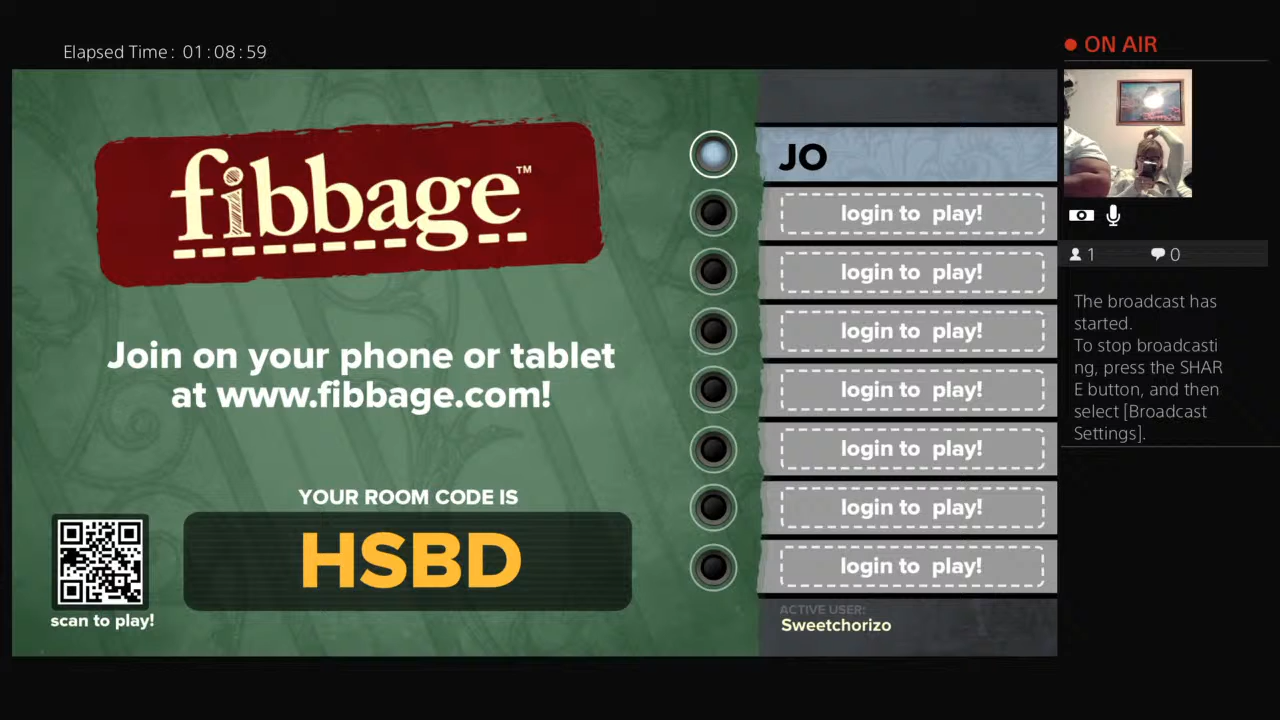 Elapsed Time: 01:08:59
ON AIR
fibbage™
JO
login to play!
login to play!
login to play!
login to play!
login to play!
login to play!
login to play!
Join on your phone or tablet
at www.fibbage.com!
YOUR ROOM CODE IS
HSBD
scan to play!
ACTIVE USER:
Sweetchorizo
1
0
The broadcast has
started.
To stop broadcasti
ng, press the SHAR
E button, and then
select [Broadcast
Settings].